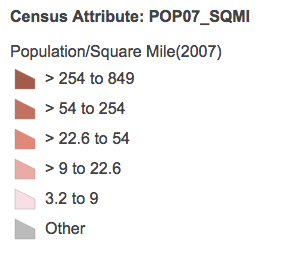 Census Attribute: POP07_SQMI
Population/Square Mile(2007)
> 254 to 849
> 54 to 254
> 22.6 to 54
> 9 to 22.6
3.2 to 9
Other